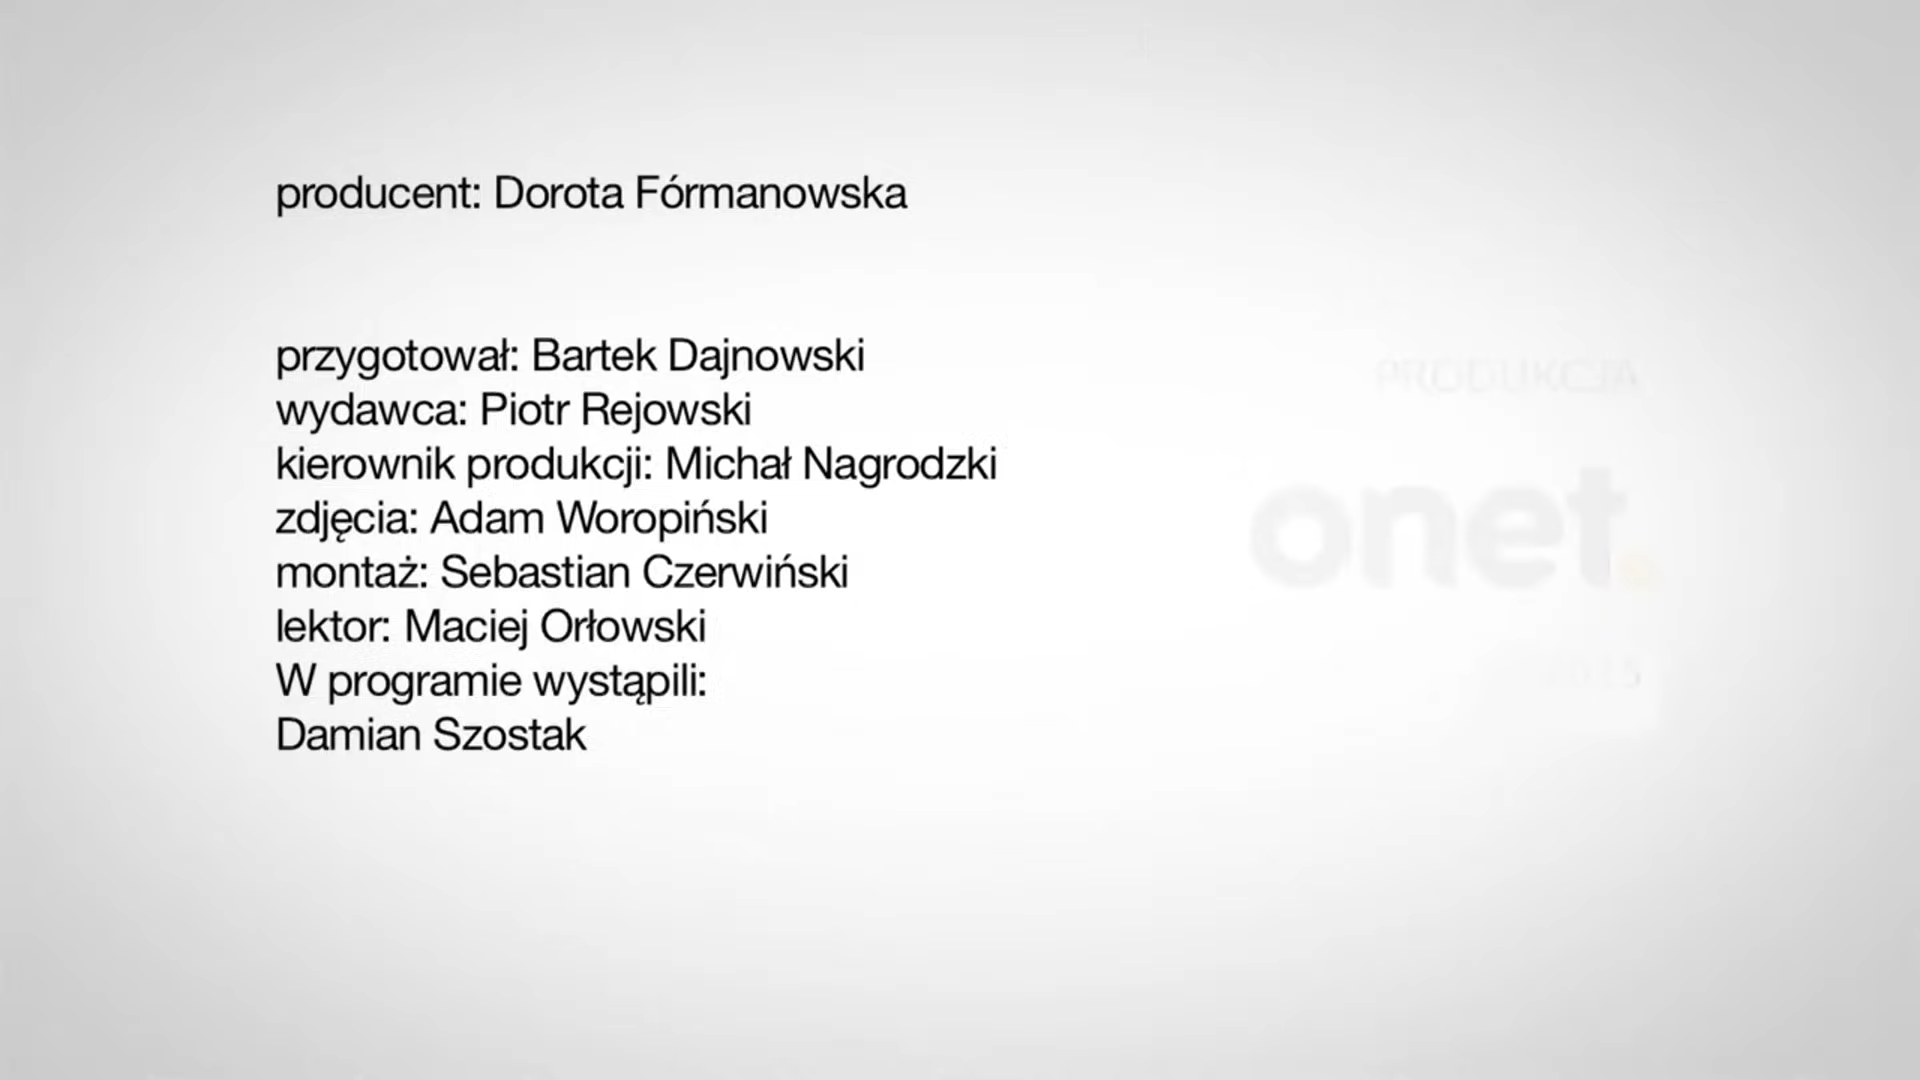 producent: Dorota Fórmanowska
przygotował: Bartek Dajnowski
wydawca: Piotr Rejowski
kierownik produkcji: Michał Nagrodzki
zdjęcia: Adam Woropiński
montaż: Sebastian Czerwiński
lektor: Maciej Orłowski
W programie wystąpili:
Damian Szostak
PRODUKCJA
onet.